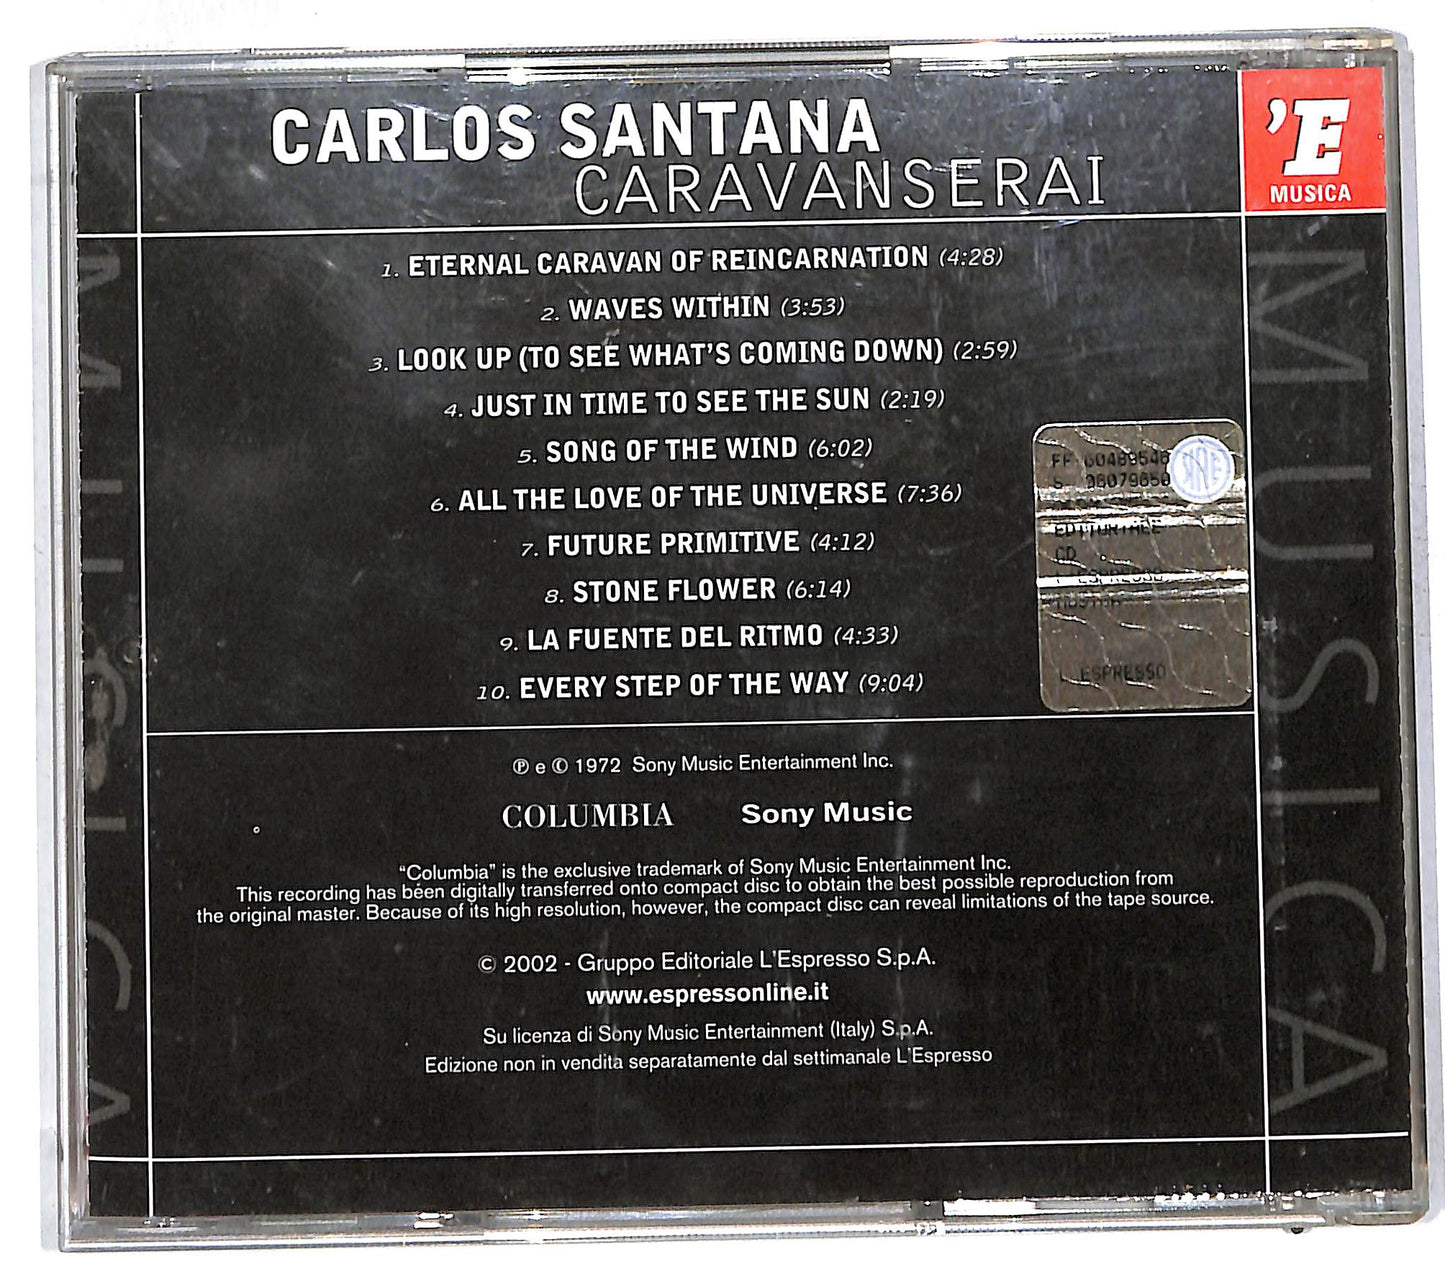 CARLOS SANTANA
CARAVANSERAI
'E
MUSICA
1. ETERNAL CARAVAN OF REINCARNATION (4:28)
2. WAVES WITHIN (3:53)
3. LOOK UP (TO SEE WHAT'S COMING DOWN) (2:59)
4. JUST IN TIME TO SEE THE SUN (2:19)
5. SONG OF THE WIND (6:02)
6. ALL THE LOVE OF THE UNIVERSE (7:36)
7. FUTURE PRIMITIVE (4:12)
8. STONE FLOWER (6:14)
9. LA FUENTE DEL RITMO (4:33)
10. EVERY STEP OF THE WAY (9:04)
CD
L'ESPRESSO
L'ESPRESSO
℗ e © 1972 Sony Music Entertainment Inc.
COLUMBIA Sony Music
"Columbia" is the exclusive trademark of Sony Music Entertainment Inc.
This recording has been digitally transferred onto compact disc to obtain the best possible reproduction from
the original master. Because of its high resolution, however, the compact disc can reveal limitations of the tape source.
© 2002 - Gruppo Editoriale L'Espresso S.p.A.
www.espressonline.it
Su licenza di Sony Music Entertainment (Italy) S.p.A.
Edizione non in vendita separatamente dal settimanale L'Espresso
MUSICA
MUSICA